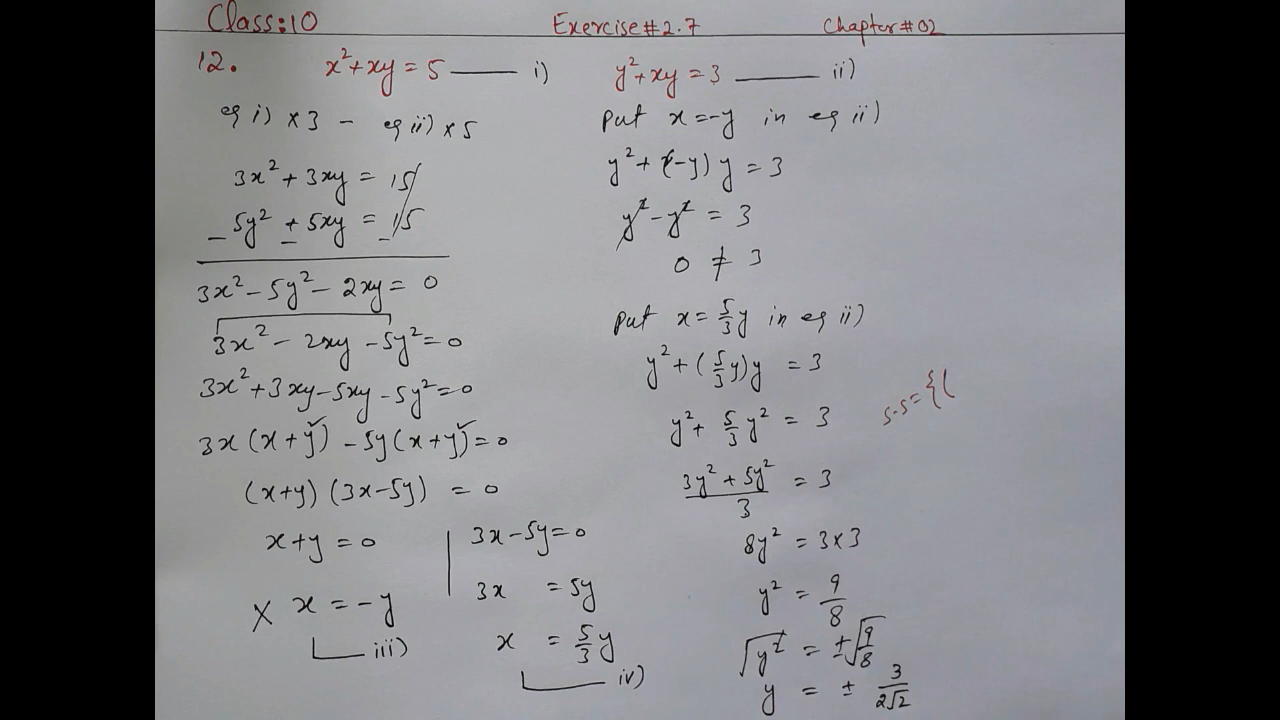 Class:10 Exercise#2.7 Chapter#02
12. x²+xy = 5 —— i) y²+xy = 3 —— ii)
eq i) × 3 - eq ii) × 5
3x² + 3xy = 15
5y² + 5xy = 15
_ _ _
3x² - 5y² - 2xy = 0
3x² - 2xy - 5y² = 0
3x² + 3xy - 5xy - 5y² = 0
3x (x + y) - 5y (x + y) = 0
(x+y) (3x-5y) = 0
x+y = 0
× x = -y
iii)
3x-5y=0
3x = 5y
x = 5/3 y
iv)
Put x = -y in eq ii)
y² + (-y) y = 3
y² - y² = 3
0 ≠ 3
Put x = 5/3 y in eq ii)
y² + (5/3 y) y = 3
y² + 5/3 y² = 3
(3y² + 5y²)/3 = 3
8y² = 3×3
y² = 9/8
√y² = ±√9/8
y = ± 3/2√2
S.S = {(